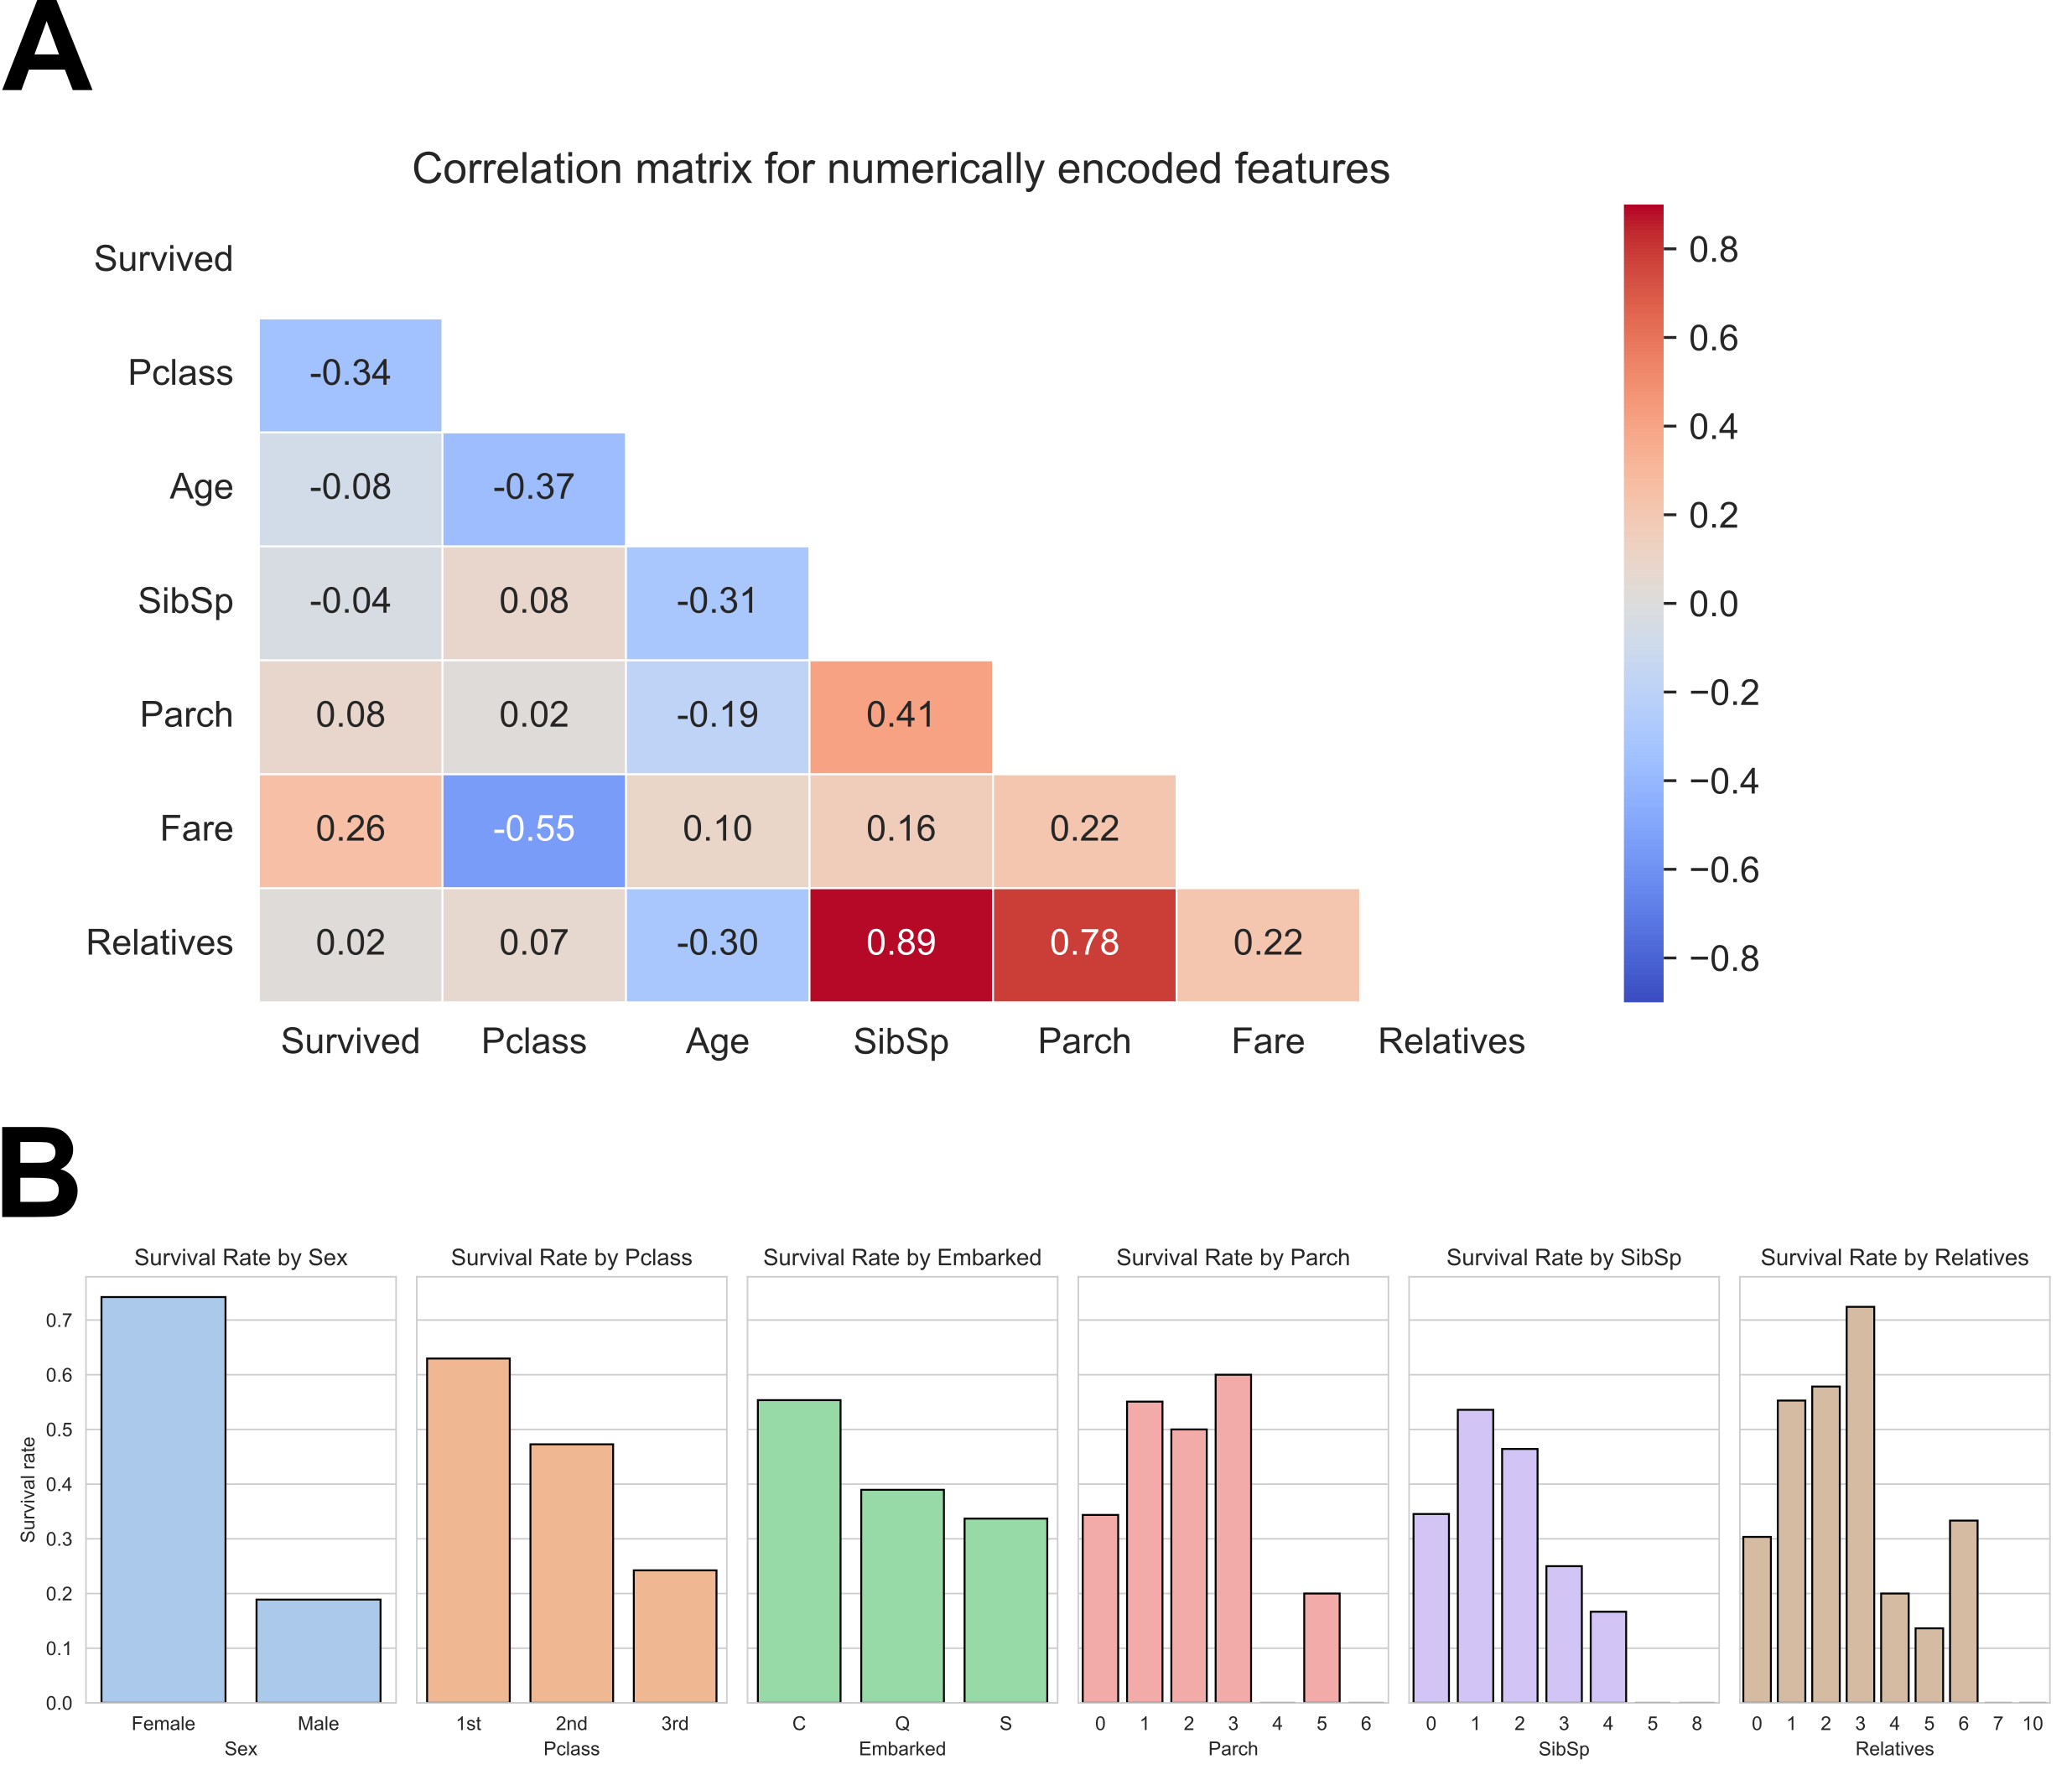 A
Correlation matrix for numerically encoded features
Survived
Pclass -0.34
Age -0.08 -0.37
SibSp -0.04 0.08 -0.31
Parch 0.08 0.02 -0.19 0.41
Fare 0.26 -0.55 0.10 0.16 0.22
Relatives 0.02 0.07 -0.30 0.89 0.78 0.22
Survived Pclass Age SibSp Parch Fare Relatives
0.8
0.6
0.4
0.2
0.0
−0.2
−0.4
−0.6
−0.8
B
Survival Rate by Sex
Survival rate
0.7
0.6
0.5
0.4
0.3
0.2
0.1
0.0
Female Male
Sex
Survival Rate by Pclass
1st 2nd 3rd
Pclass
Survival Rate by Embarked
C Q S
Embarked
Survival Rate by Parch
0 1 2 3 4 5 6
Parch
Survival Rate by SibSp
0 1 2 3 4 5 8
SibSp
Survival Rate by Relatives
0 1 2 3 4 5 6 7 10
Relatives